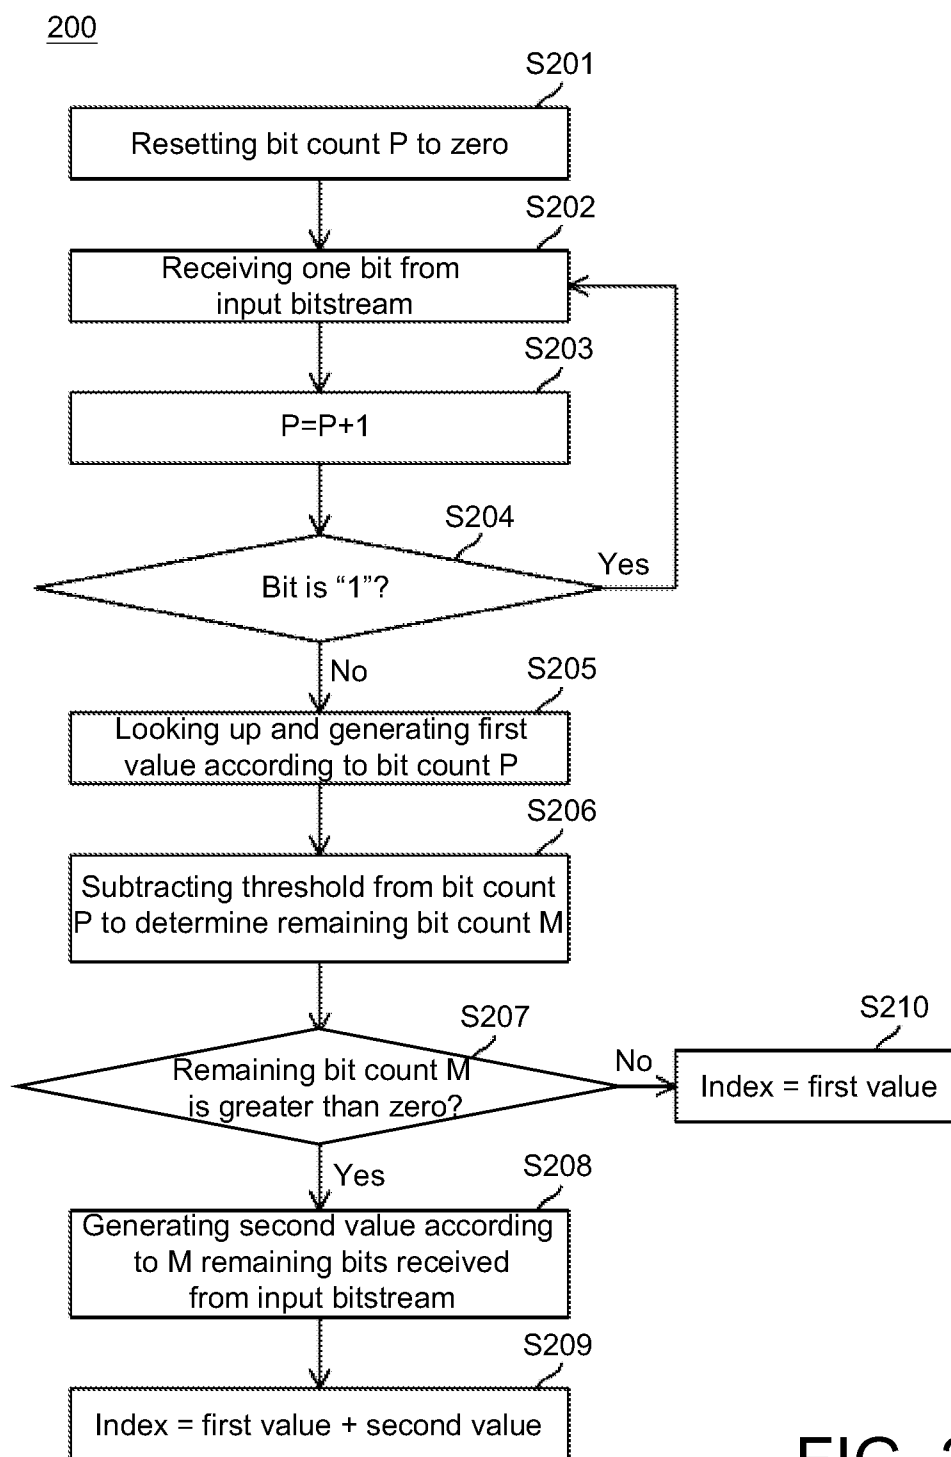 200
S201
Resetting bit count P to zero
S202
Receiving one bit from
input bitstream
S203
P=P+1
S204
Bit is “1”?
Yes
No
S205
Looking up and generating first
value according to bit count P
S206
Subtracting threshold from bit count
P to determine remaining bit count M
S207
Remaining bit count M
is greater than zero?
No
S210
Index = first value
Yes
S208
Generating second value according
to M remaining bits received
from input bitstream
S209
Index = first value + second value
FIG.